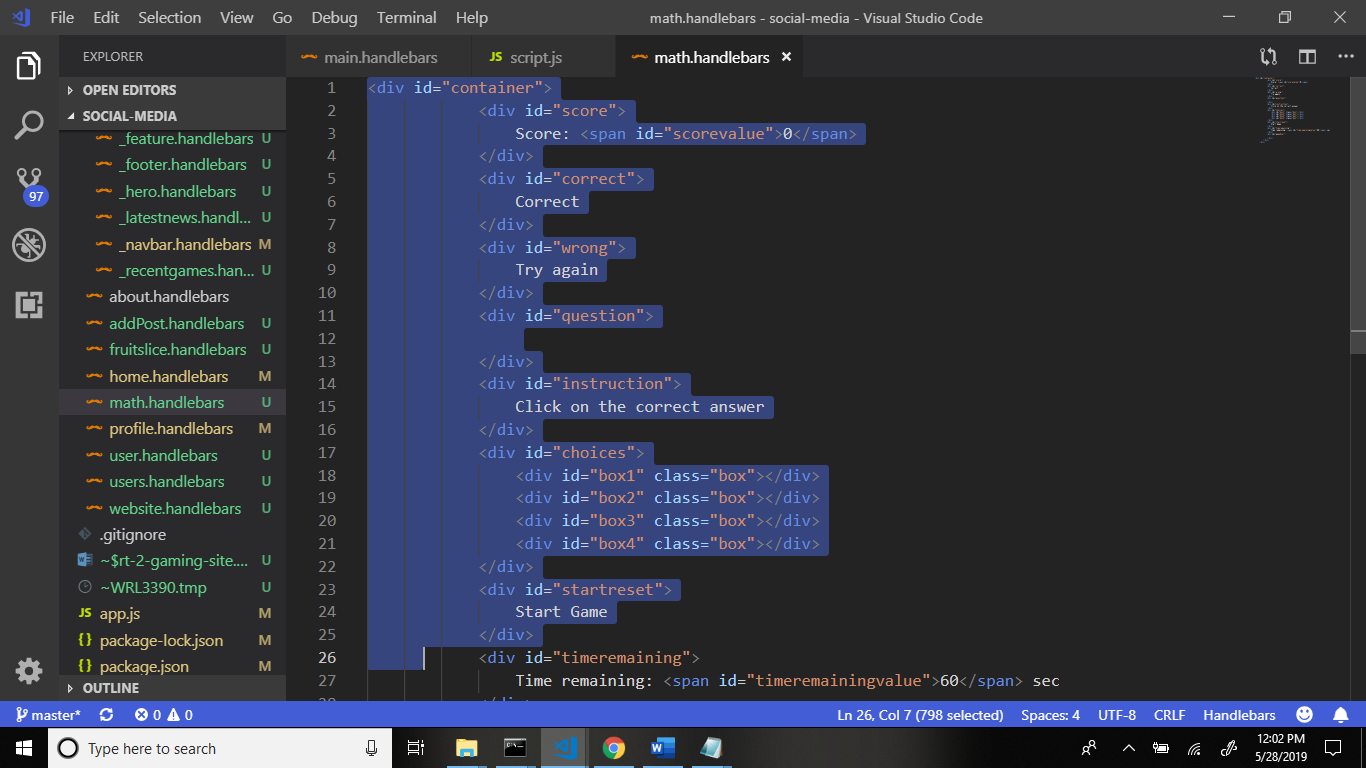 File Edit Selection View Go Debug Terminal Help
math.handlebars - social-media - Visual Studio Code
EXPLORER
OPEN EDITORS
SOCIAL-MEDIA
_feature.handlebars U
_footer.handlebars U
_hero.handlebars U
_latestnews.handl... U
_navbar.handlebars M
_recentgames.han... U
about.handlebars
addPost.handlebars U
fruitslice.handlebars U
home.handlebars M
math.handlebars U
profile.handlebars M
user.handlebars U
users.handlebars U
website.handlebars U
.gitignore
~$rt-2-gaming-site.... U
~WRL3390.tmp U
JS app.js M
{} package-lock.json M
{} package.json M
OUTLINE
97
main.handlebars
JS script.js
math.handlebars ×
1 <div id="container">
2 <div id="score">
3 Score: <span id="scorevalue">0</span>
4 </div>
5 <div id="correct">
6 Correct
7 </div>
8 <div id="wrong">
9 Try again
10 </div>
11 <div id="question">
12
13 </div>
14 <div id="instruction">
15 Click on the correct answer
16 </div>
17 <div id="choices">
18 <div id="box1" class="box"></div>
19 <div id="box2" class="box"></div>
20 <div id="box3" class="box"></div>
21 <div id="box4" class="box"></div>
22 </div>
23 <div id="startreset">
24 Start Game
25 </div>
26 <div id="timeremaining">
27 Time remaining: <span id="timeremainingvalue">60</span> sec
master* 0 0
Ln 26, Col 7 (798 selected) Spaces: 4 UTF-8 CRLF Handlebars
Type here to search
12:02 PM
5/28/2019